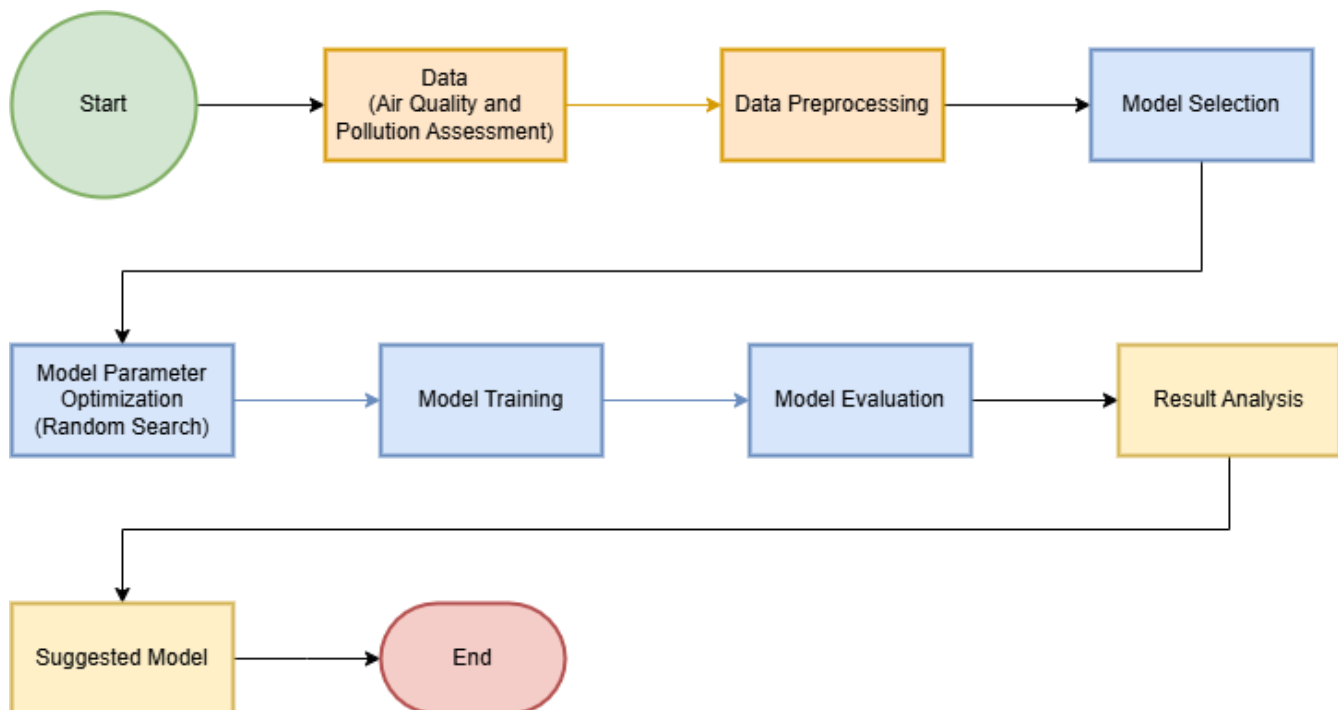 Start
Data
(Air Quality and
Pollution Assessment)
Data Preprocessing
Model Selection
Model Parameter
Optimization
(Random Search)
Model Training
Model Evaluation
Result Analysis
Suggested Model
End